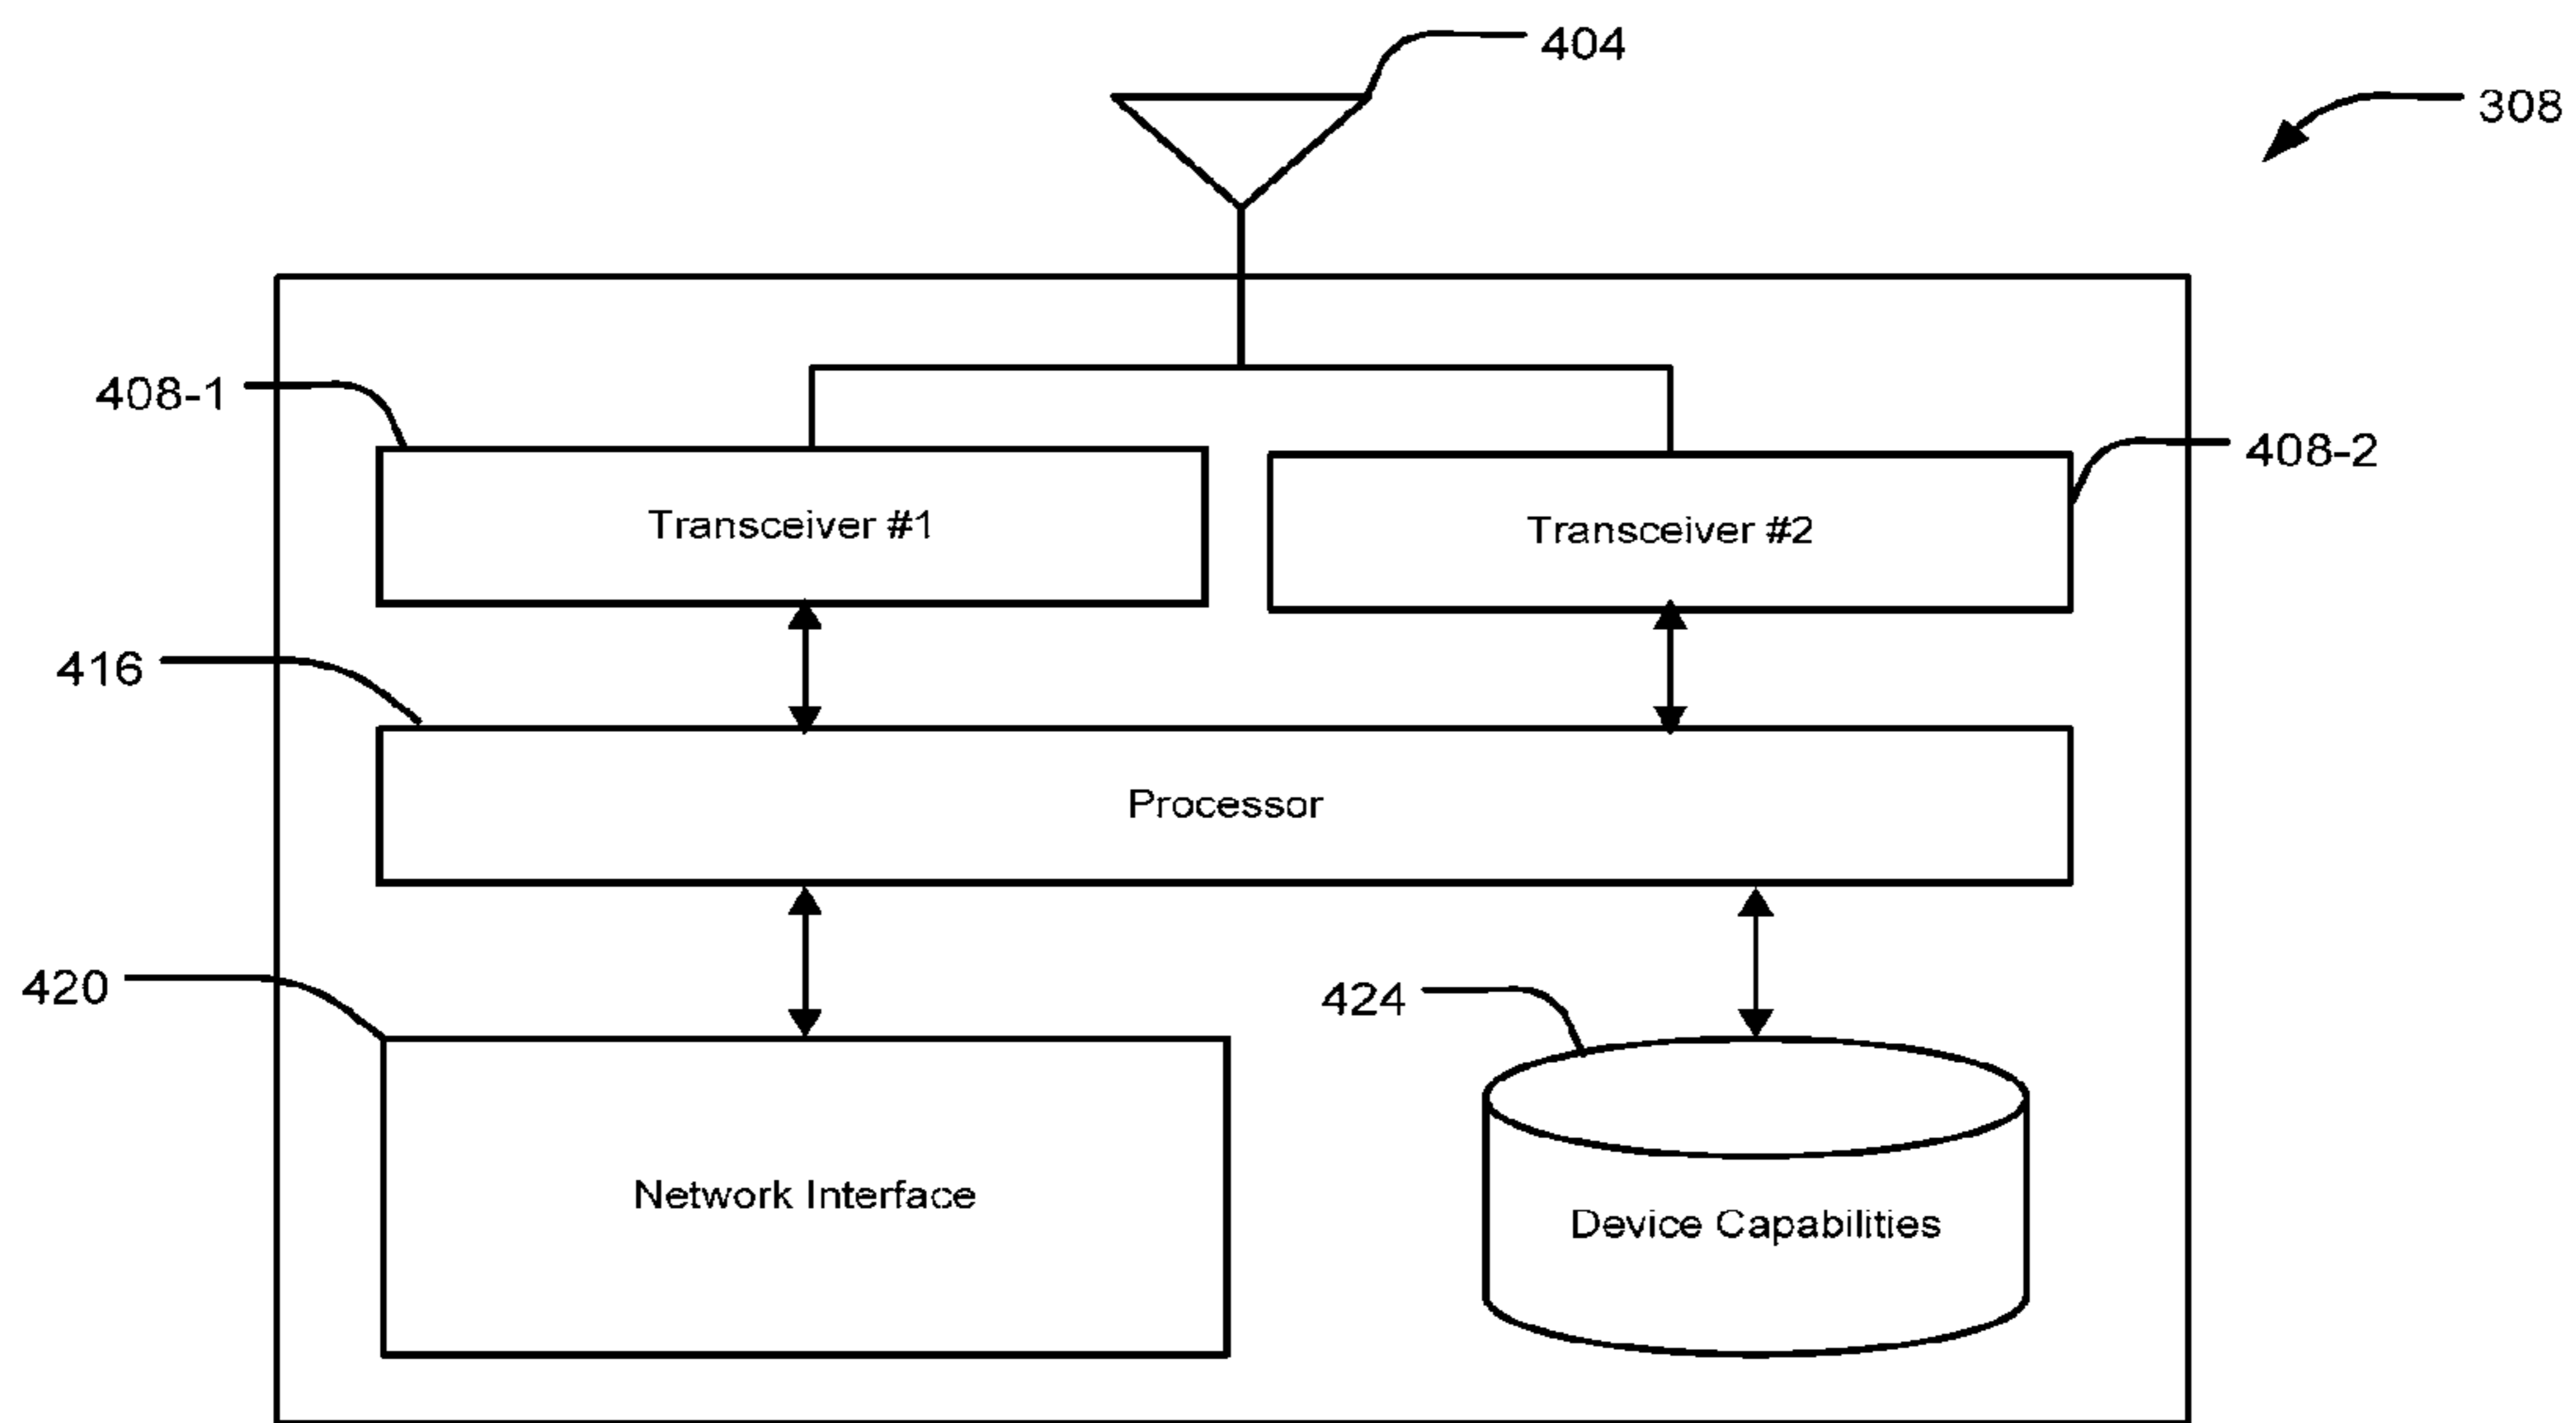 404
308
408-1
408-2
Transceiver #1
Transceiver #2
416
Processor
420
424
Network Interface
Device Capabilities